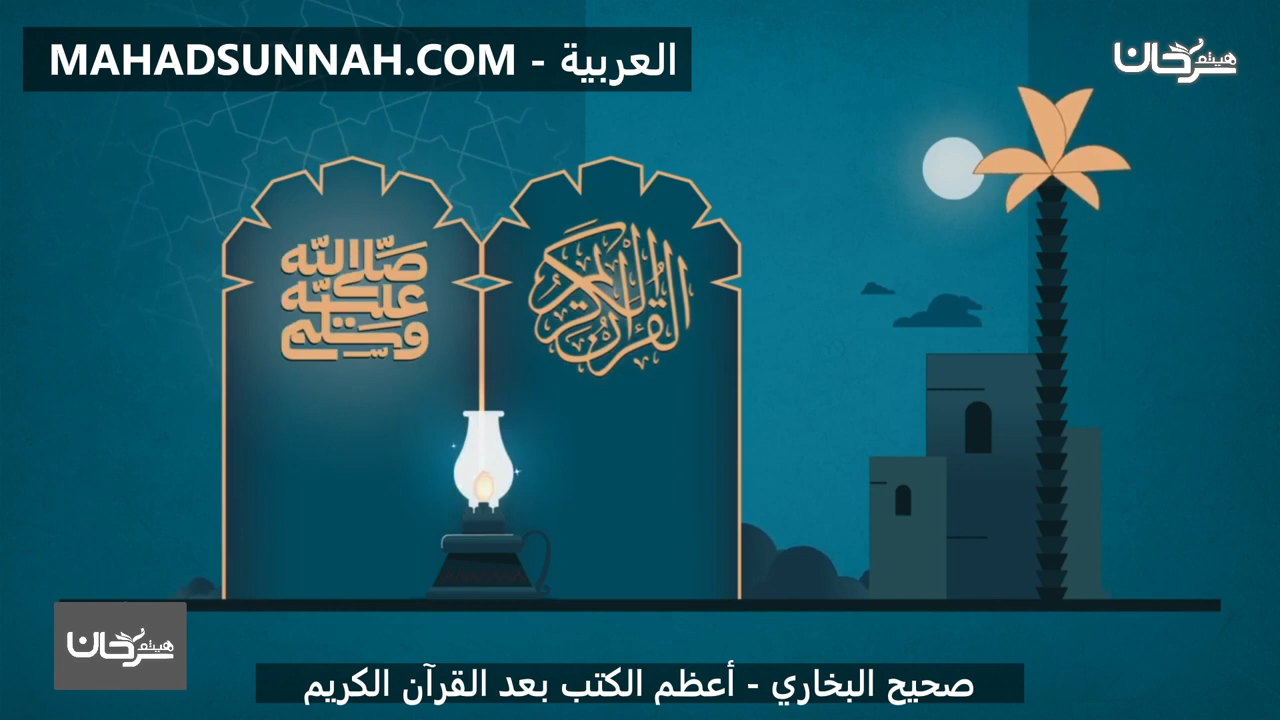 MAHADSUNNAH.COM - العربية
هيثم سرحان
صلى الله
عليه
وسلم
القرآن الكريم
هيثم سرحان
صحيح البخاري - أعظم الكتب بعد القرآن الكريم